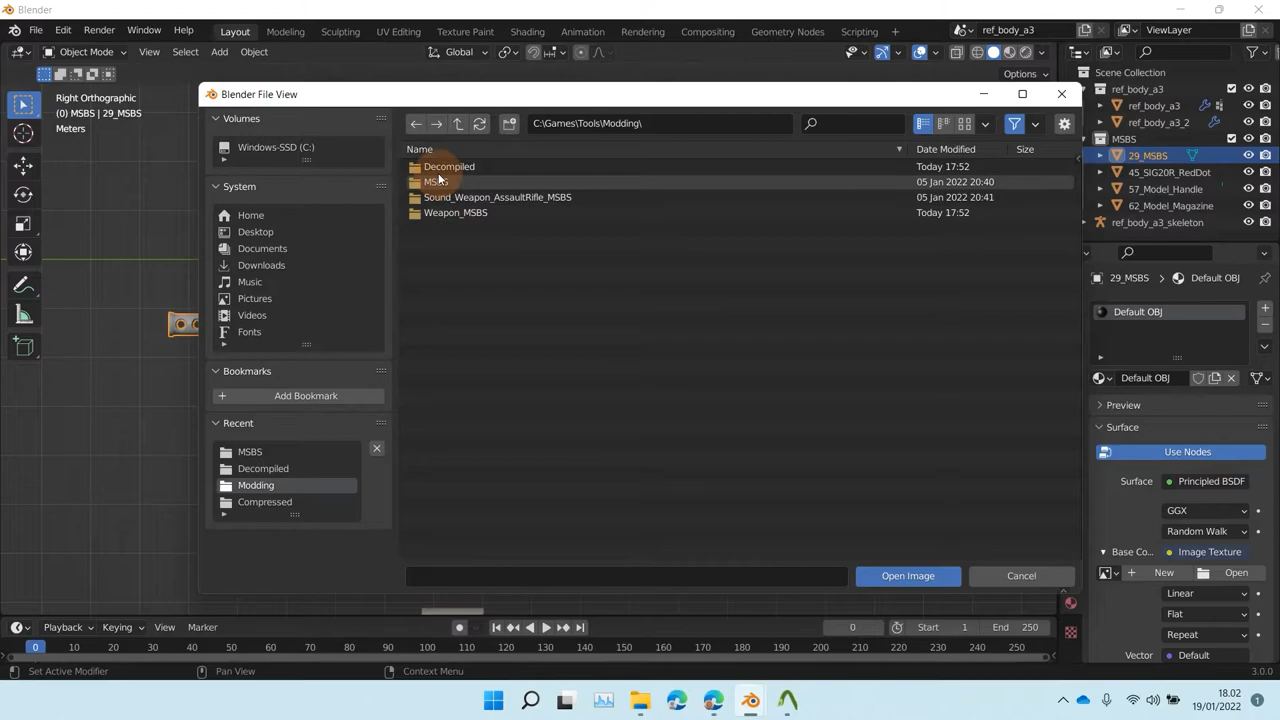 Blender
File Edit Render Window Help Layout Modeling Sculpting UV Editing Texture Paint Shading Animation Rendering Compositing Geometry Nodes Scripting + ref_body_a3 ViewLayer
Object Mode View Select Add Object Global
Options
Right Orthographic
(0) MSBS | 29_MSBS
Meters
Blender File View
Volumes
Windows-SSD (C:)
System
Home
Desktop
Documents
Downloads
Music
Pictures
Videos
Fonts
Bookmarks
Add Bookmark
Recent
MSBS
Decompiled
Modding
Compressed
C:\Games\Tools\Modding\
Name Date Modified Size
Decompiled Today 17:52
MSBS 05 Jan 2022 20:40
Sound_Weapon_AssaultRifle_MSBS 05 Jan 2022 20:41
Weapon_MSBS Today 17:52
Open Image Cancel
Scene Collection
ref_body_a3
ref_body_a3
ref_body_a3_2
MSBS
29_MSBS
45_SIG20R_RedDot
57_Model_Handle
62_Model_Magazine
ref_body_a3_skeleton
29_MSBS Default OBJ
Default OBJ
Default OBJ
Preview
Surface
Use Nodes
Surface Principled BSDF
GGX
Random Walk
Base Co... Image Texture
New Open
Linear
Flat
Repeat
Vector Default
Playback Keying View Marker 0 Start 1 End 250
0 10 20 30 40 50 60 70 80 90 100 110 120 130 140 150 160 170 180 190 200 210 220 230 240 250
Set Active Modifier Pan View Context Menu 3.0.0
18.02
19/01/2022
1